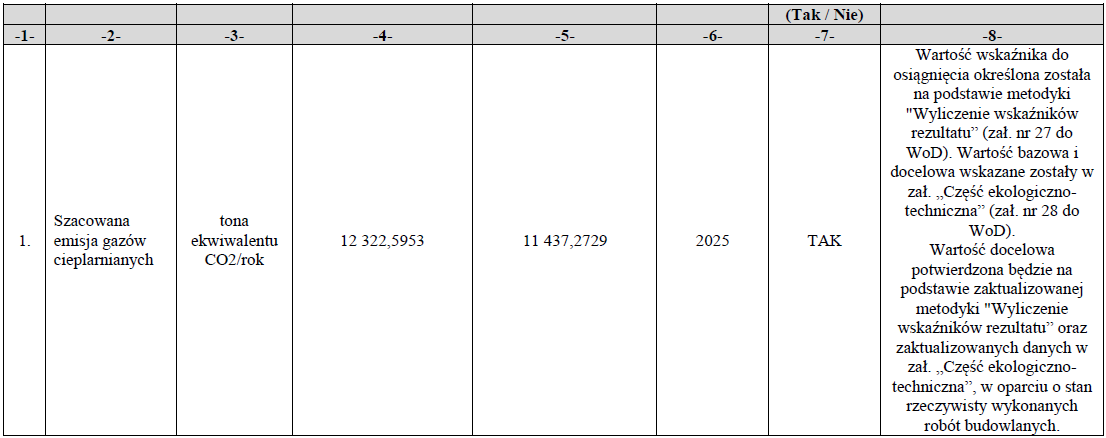 (Tak / Nie)
-1- -2- -3- -4- -5- -6- -7- -8-
1.
Szacowana
emisja gazów
cieplarnianych
tona
ekwiwalentu
CO2/rok
12 322,5953
11 437,2729
2025
TAK
Wartość wskaźnika do
osiągnięcia określona została
na podstawie metodyki
"Wyliczenie wskaźników
rezultatu” (zał. nr 27 do
WoD). Wartość bazowa i
docelowa wskazane zostały w
zał. „Część ekologiczno-
techniczna” (zał. nr 28 do
WoD).
Wartość docelowa
potwierdzona będzie na
podstawie zaktualizowanej
metodyki "Wyliczenie
wskaźników rezultatu” oraz
zaktualizowanych danych w
zał. „Część ekologiczno-
techniczna”, w oparciu o stan
rzeczywisty wykonanych
robót budowlanych.